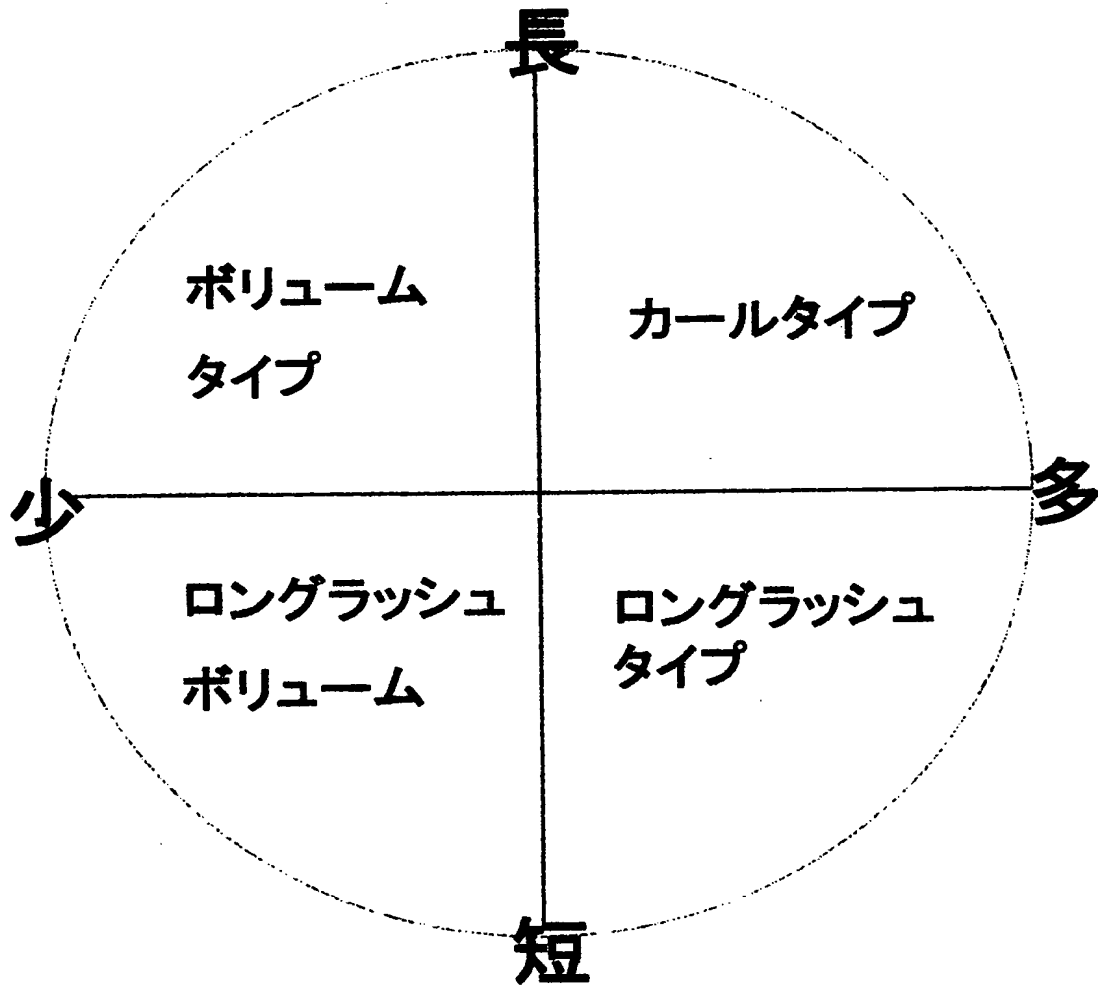 長
ボリューム
タイプ
カールタイプ
少
多
ロングラッシュ
ボリューム
ロングラッシュ
タイプ
短